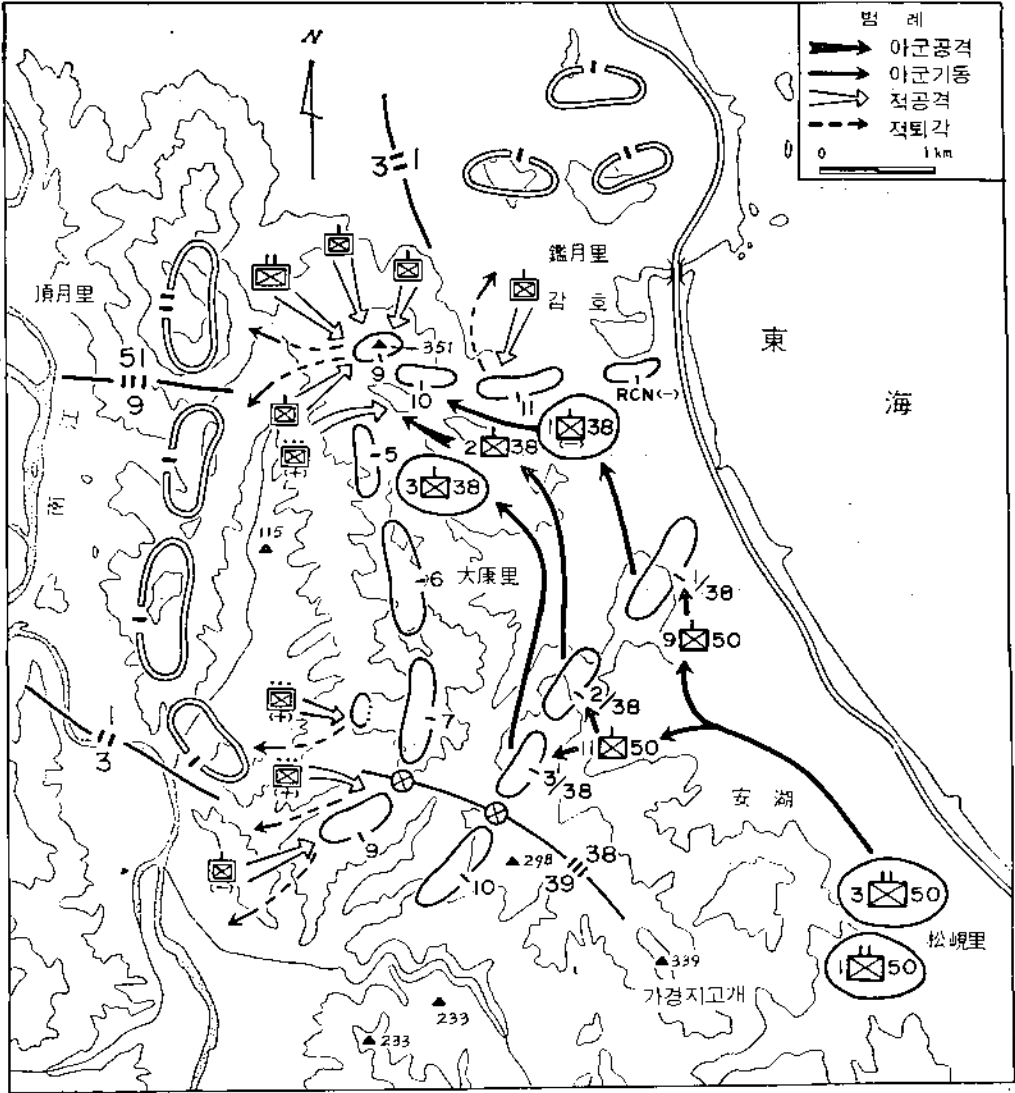 범 례
아군공격
아군기동
적공격
적퇴각
0 1km
N
3 1
鑑月里
감 호
頂月里
東
海
351
9
51
9
10
11
RCN(-)
江
南
1 38
(-)
2 38
(+)
5
3 38
115
6
大康里
1/38
9 50
2/38
(+)
7
11 50
3/38
1
3
(+)
安 湖
9
298
38
39
(-)
10
3 50
松峴里
339
1 50
가경지고개
233
233